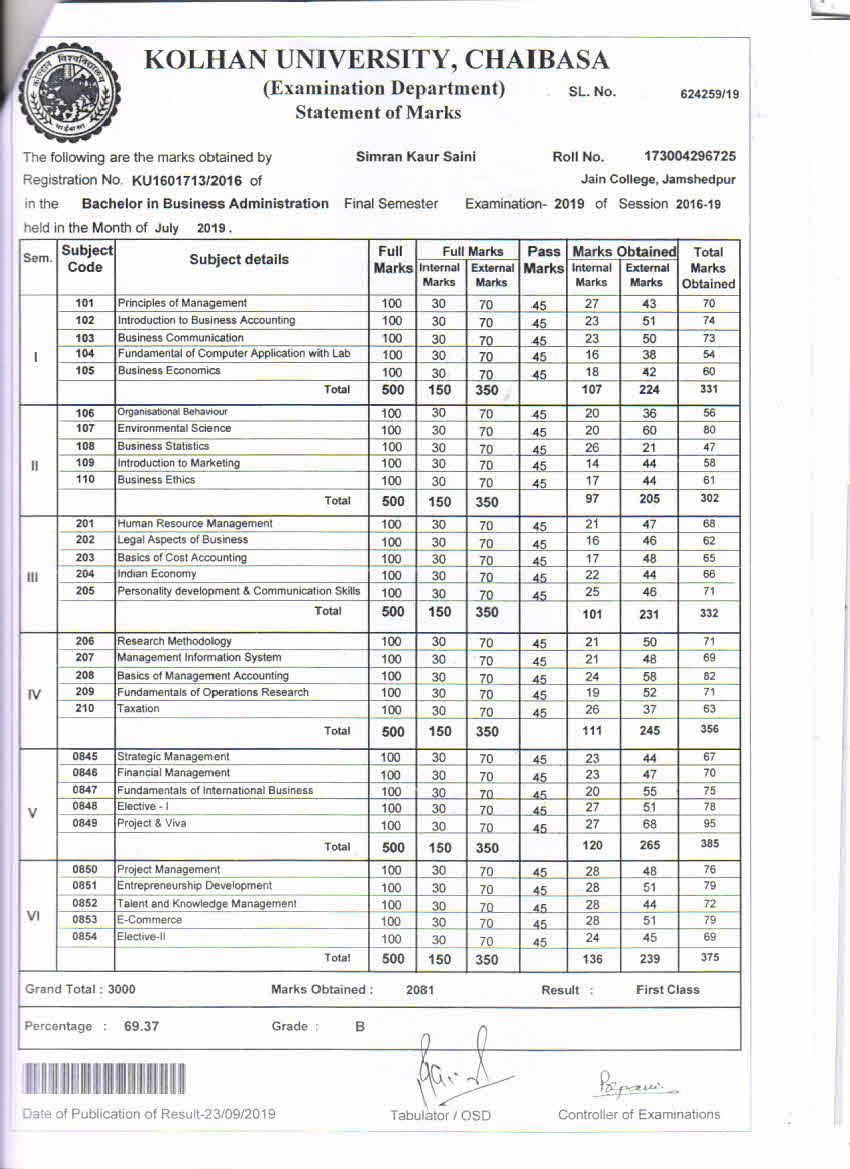 कोल्हान विश्वविद्यालय
चाईबासा
KOLHAN UNIVERSITY, CHAIBASA
(Examination Department) SL. No. 624259/19
Statement of Marks
The following are the marks obtained by Simran Kaur Saini Roll No. 173004296725
Registration No. KU1601713/2016 of Jain College, Jamshedpur
in the Bachelor in Business Administration Final Semester Examination- 2019 of Session 2016-19
held in the Month of July 2019.
Sem. Subject Code Subject details Full Marks Full Marks Pass Marks Marks Obtained Total Marks Obtained
Internal Marks External Marks Internal Marks External Marks
I
101 Principles of Management 100 30 70 45 27 43 70
102 Introduction to Business Accounting 100 30 70 45 23 51 74
103 Business Communication 100 30 70 45 23 50 73
104 Fundamental of Computer Application with Lab 100 30 70 45 16 38 54
105 Business Economics 100 30 70 45 18 42 60
Total 500 150 350 107 224 331
II
106 Organisational Behaviour 100 30 70 45 20 36 56
107 Environmental Science 100 30 70 45 20 60 80
108 Business Statistics 100 30 70 45 26 21 47
109 Introduction to Marketing 100 30 70 45 14 44 58
110 Business Ethics 100 30 70 45 17 44 61
Total 500 150 350 97 205 302
III
201 Human Resource Management 100 30 70 45 21 47 68
202 Legal Aspects of Business 100 30 70 45 16 46 62
203 Basics of Cost Accounting 100 30 70 45 17 48 65
204 Indian Economy 100 30 70 45 22 44 66
205 Personality development & Communication Skills 100 30 70 45 25 46 71
Total 500 150 350 101 231 332
IV
206 Research Methodology 100 30 70 45 21 50 71
207 Management Information System 100 30 70 45 21 48 69
208 Basics of Management Accounting 100 30 70 45 24 58 82
209 Fundamentals of Operations Research 100 30 70 45 19 52 71
210 Taxation 100 30 70 45 26 37 63
Total 500 150 350 111 245 356
V
0845 Strategic Management 100 30 70 45 23 44 67
0846 Financial Management 100 30 70 45 23 47 70
0847 Fundamentals of International Business 100 30 70 45 20 55 75
0848 Elective - I 100 30 70 45 27 51 78
0849 Project & Viva 100 30 70 45 27 68 95
Total 500 150 350 120 265 385
VI
0850 Project Management 100 30 70 45 28 48 76
0851 Entrepreneurship Development 100 30 70 45 28 51 79
0852 Talent and Knowledge Management 100 30 70 45 28 44 72
0853 E-Commerce 100 30 70 45 28 51 79
0854 Elective-II 100 30 70 45 24 45 69
Total 500 150 350 136 239 375
Grand Total : 3000 Marks Obtained : 2081 Result : First Class
Percentage : 69.37 Grade : B
Date of Publication of Result-23/09/2019 Tabulator / OSD Controller of Examinations